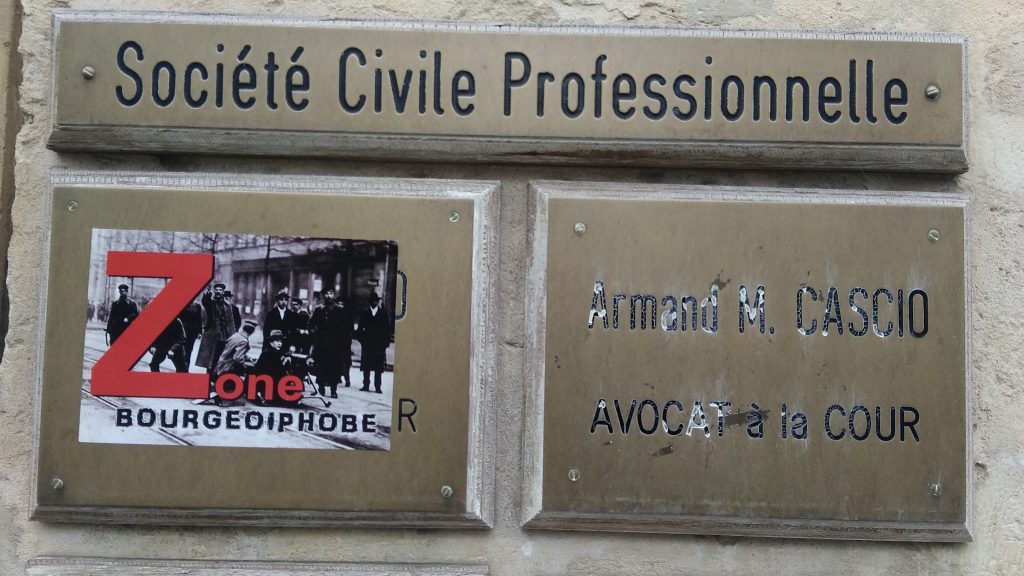 Société Civile Professionnelle
Zone
BOURGEOIPHOBE
O
R
Armand M. CASCIO
AVOCAT à la COUR